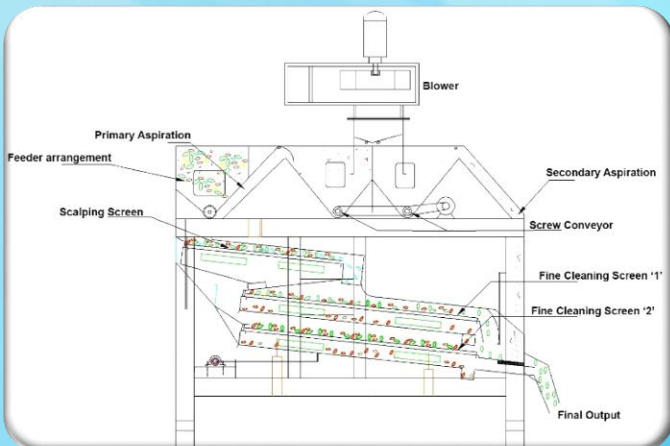 Blower
Primary Aspiration
Feeder arrangement
Secondary Aspiration
Scalping Screen
Screw Conveyor
Fine Cleaning Screen ‘1’
Fine Cleaning Screen ‘2’
Final Output